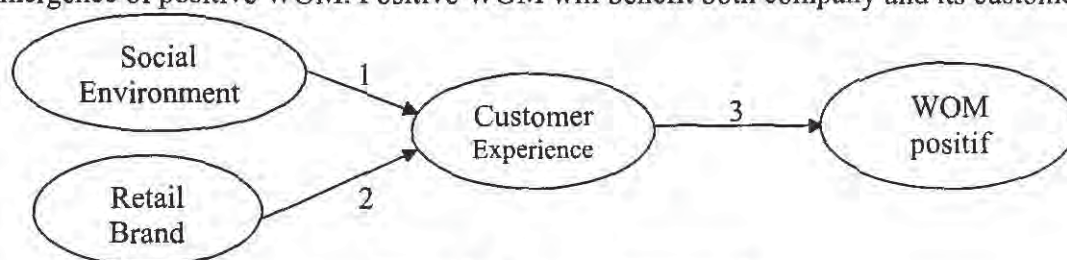 mergence of positive WOM. Positive WOM will benefit both company and its custome
Social
Environment
1
Customer
Experience
3
WOM
positif
Retail
Brand
2